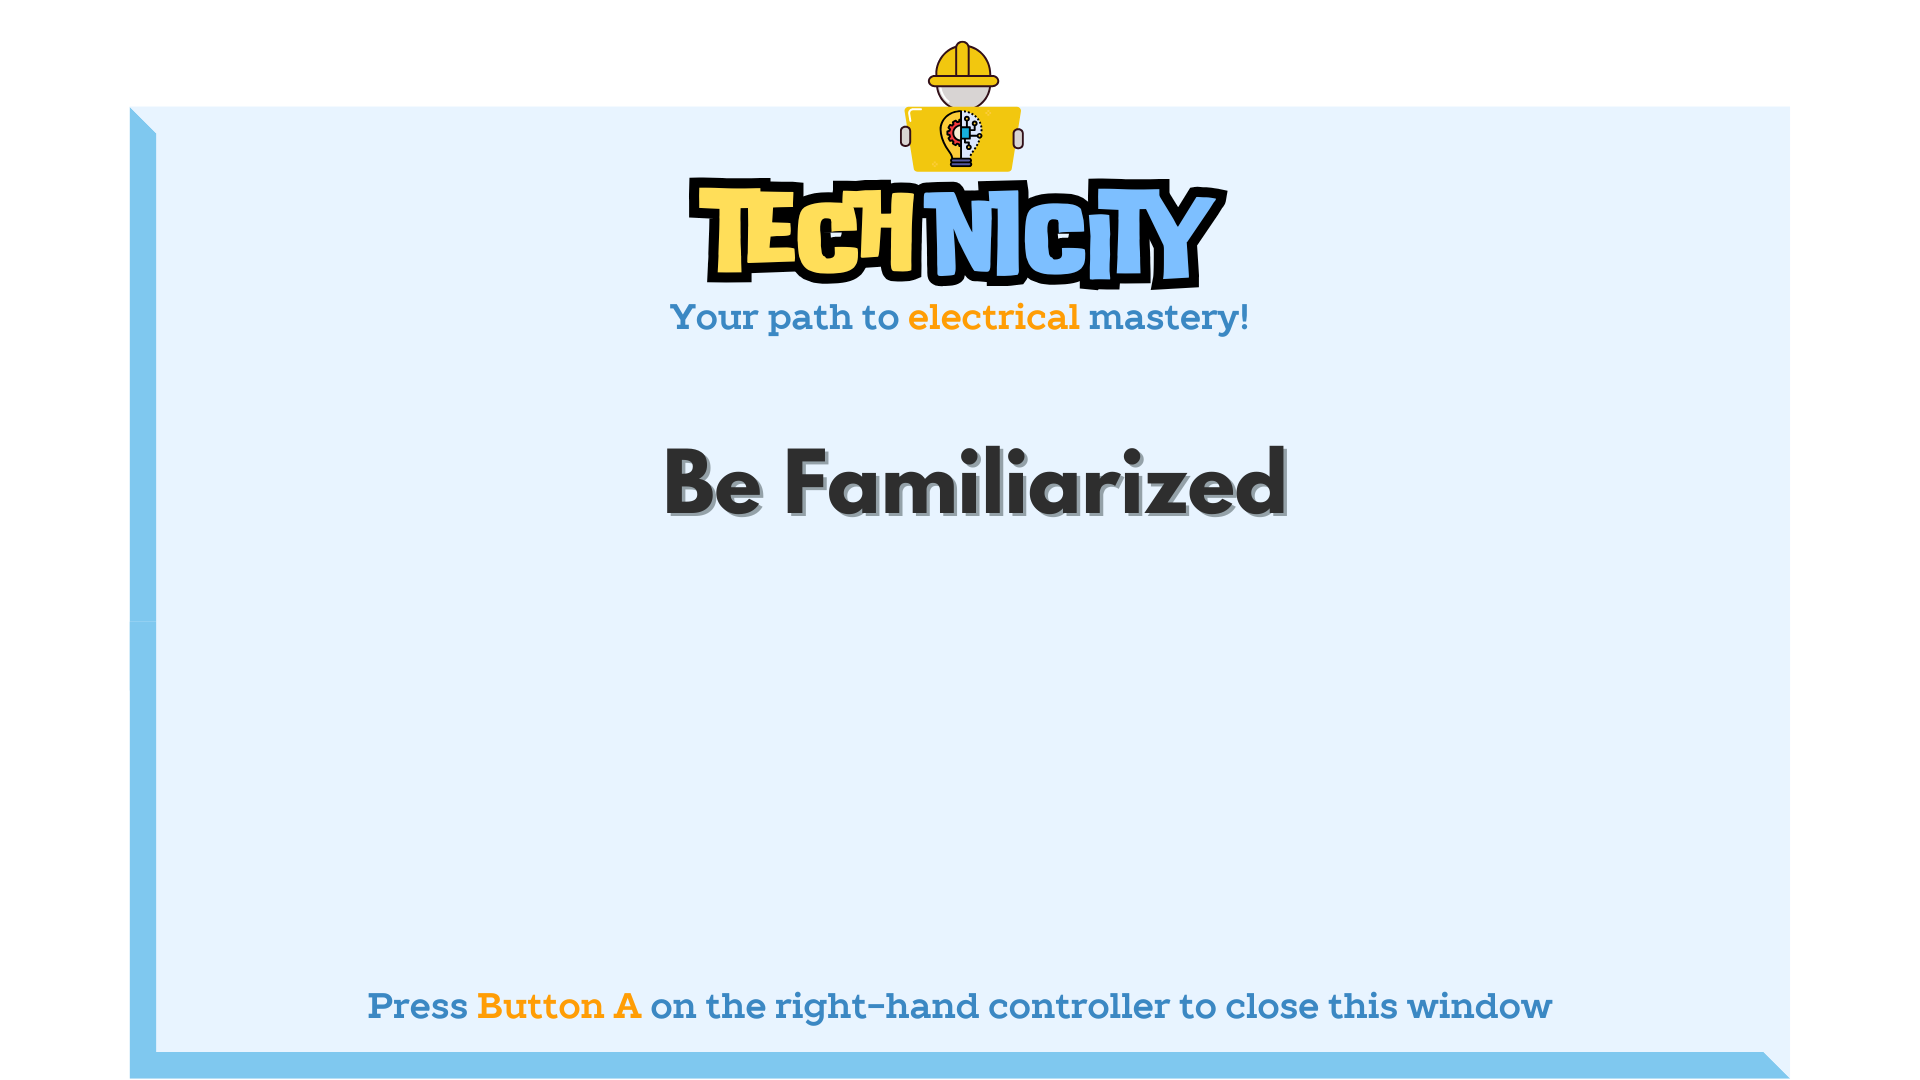 TECHNICITY
Your path to electrical mastery!
Be Familiarized
Press Button A on the right-hand controller to close this window